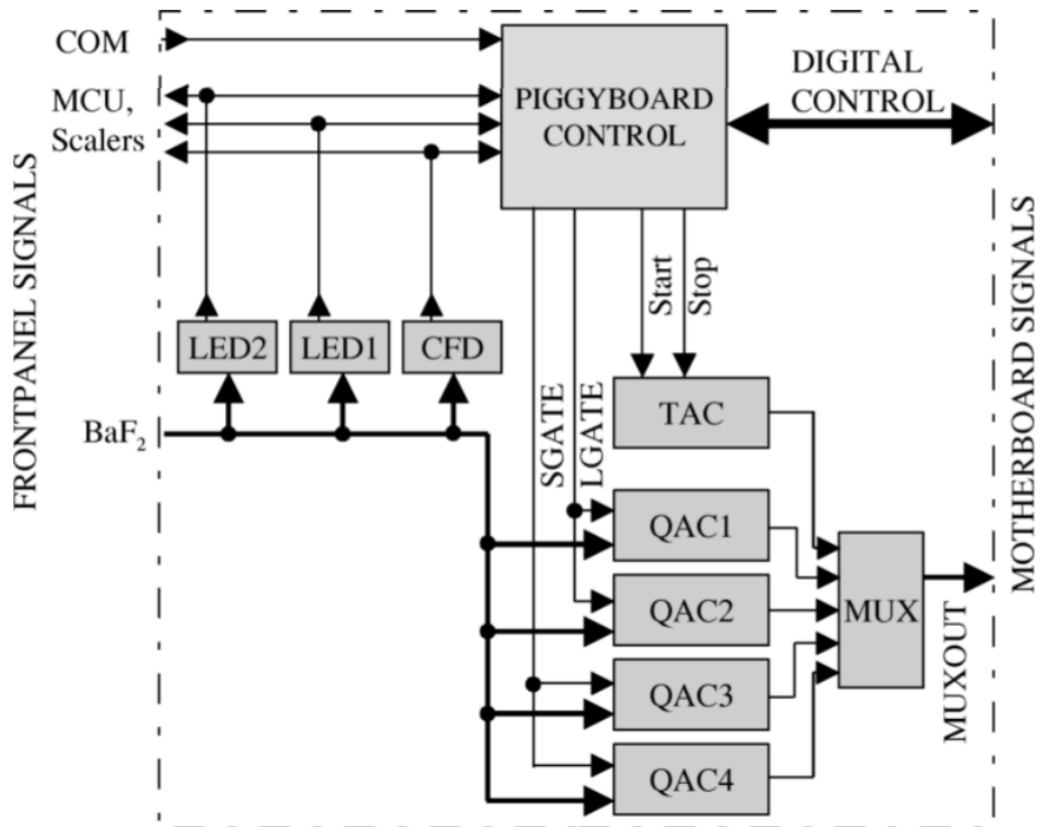 COM
MCU,
Scalers
PIGGYBOARD
CONTROL
DIGITAL
CONTROL
FRONTPANEL SIGNALS
MOTHERBOARD SIGNALS
Start
Stop
LED2
LED1
CFD
BaF₂
SGATE
LGATE
TAC
QAC1
QAC2
QAC3
QAC4
MUX
MUXOUT